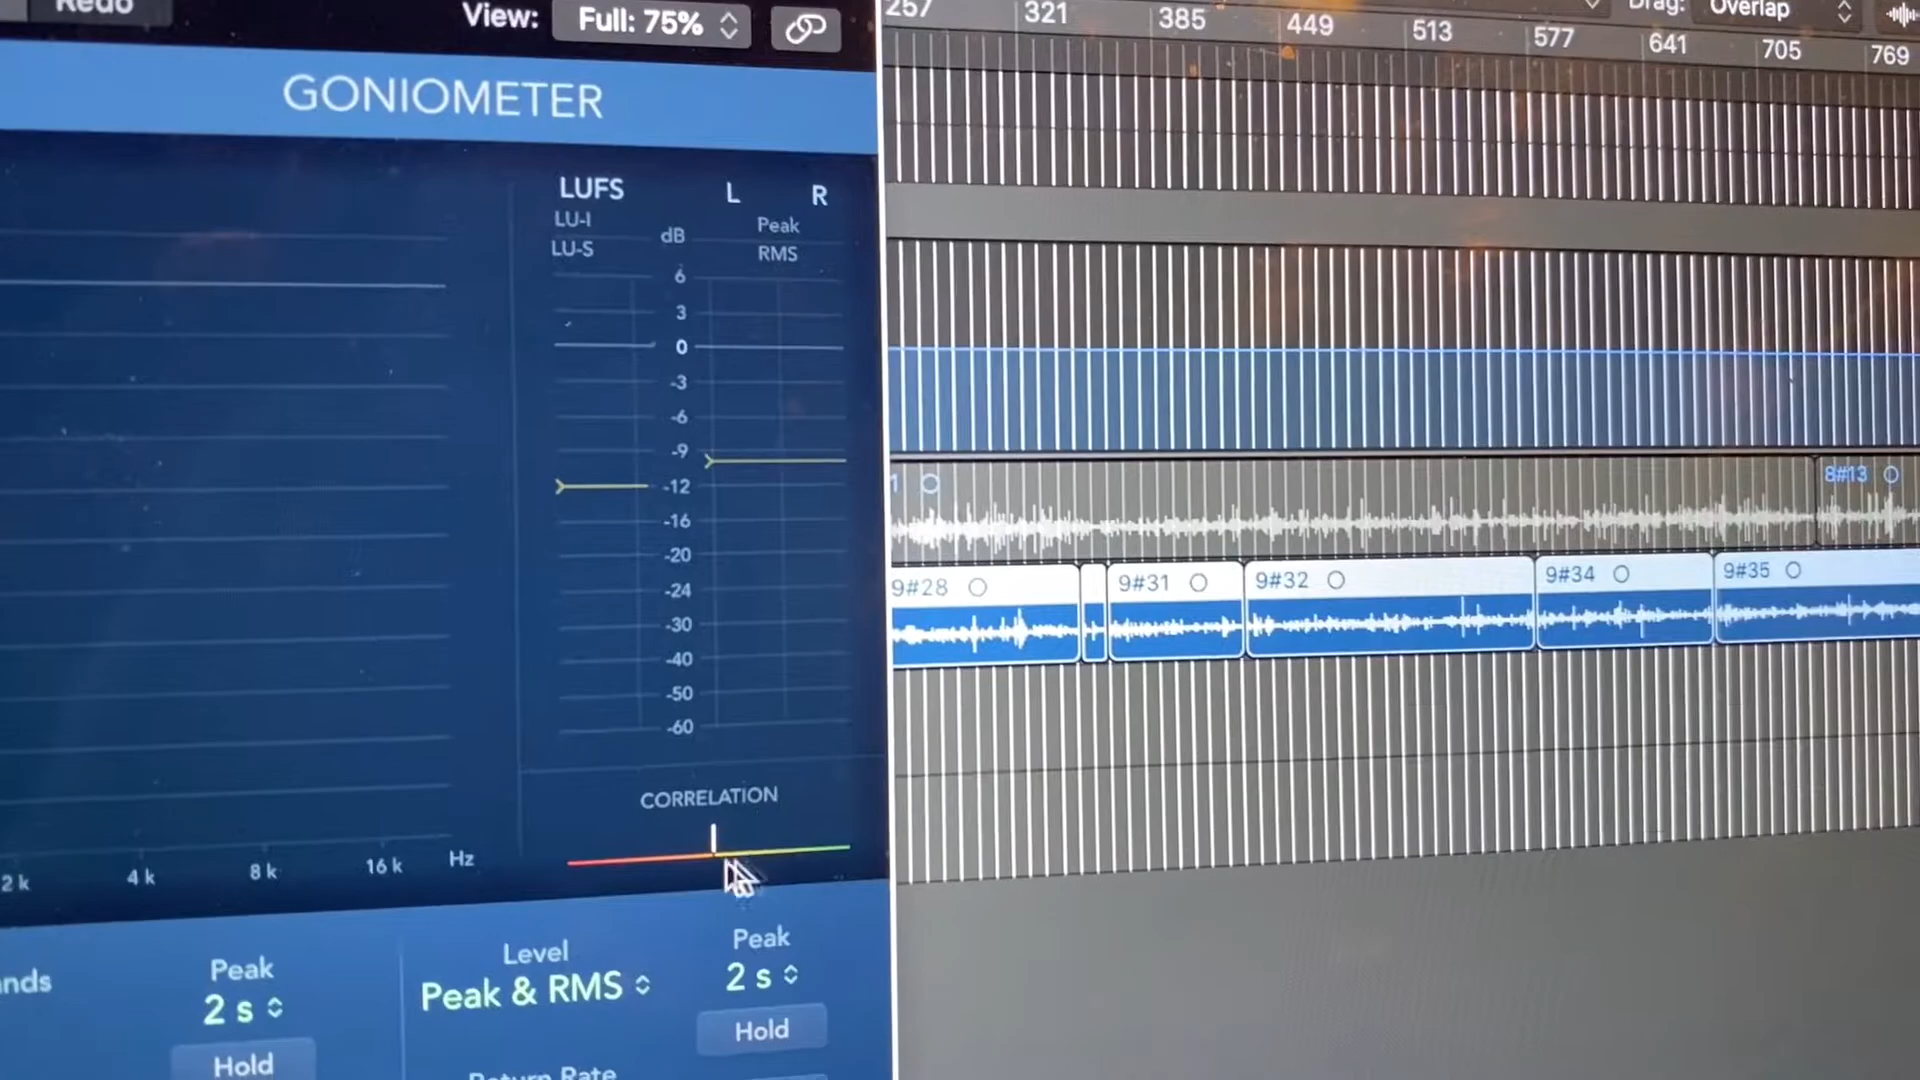 Redo
View: Full: 75%
GONIOMETER
LUFS L R
LU-I Peak
LU-S dB RMS
6
3
0
-3
-6
-9
-12
-16
-20
-24
-30
-40
-50
-60
CORRELATION
2 k 4 k 8 k 16 k Hz
Peak
2 s
Hold
Level
Peak & RMS
Peak
2 s
Hold
Return Rate
Drag: Overlap
257 321 385 449 513 577 641 705 769
8#13
9#28 9#31 9#32 9#34 9#35